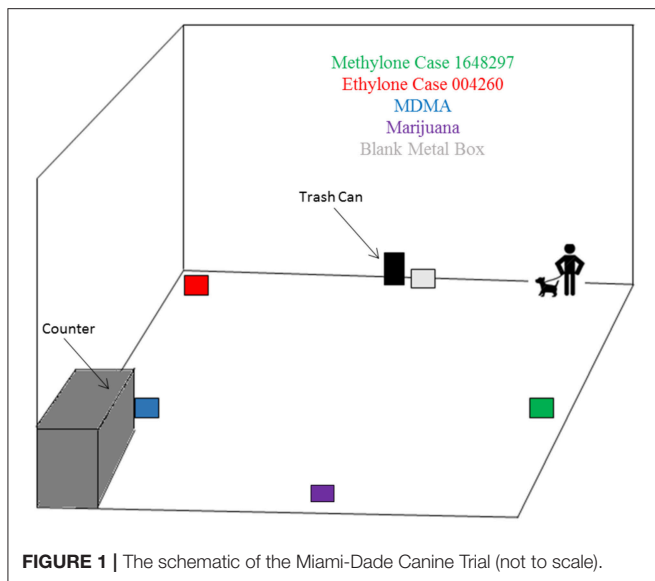 Methylone Case 1648297
Ethylone Case 004260
MDMA
Marijuana
Blank Metal Box
Trash Can
Counter
FIGURE 1 | The schematic of the Miami-Dade Canine Trial (not to scale).